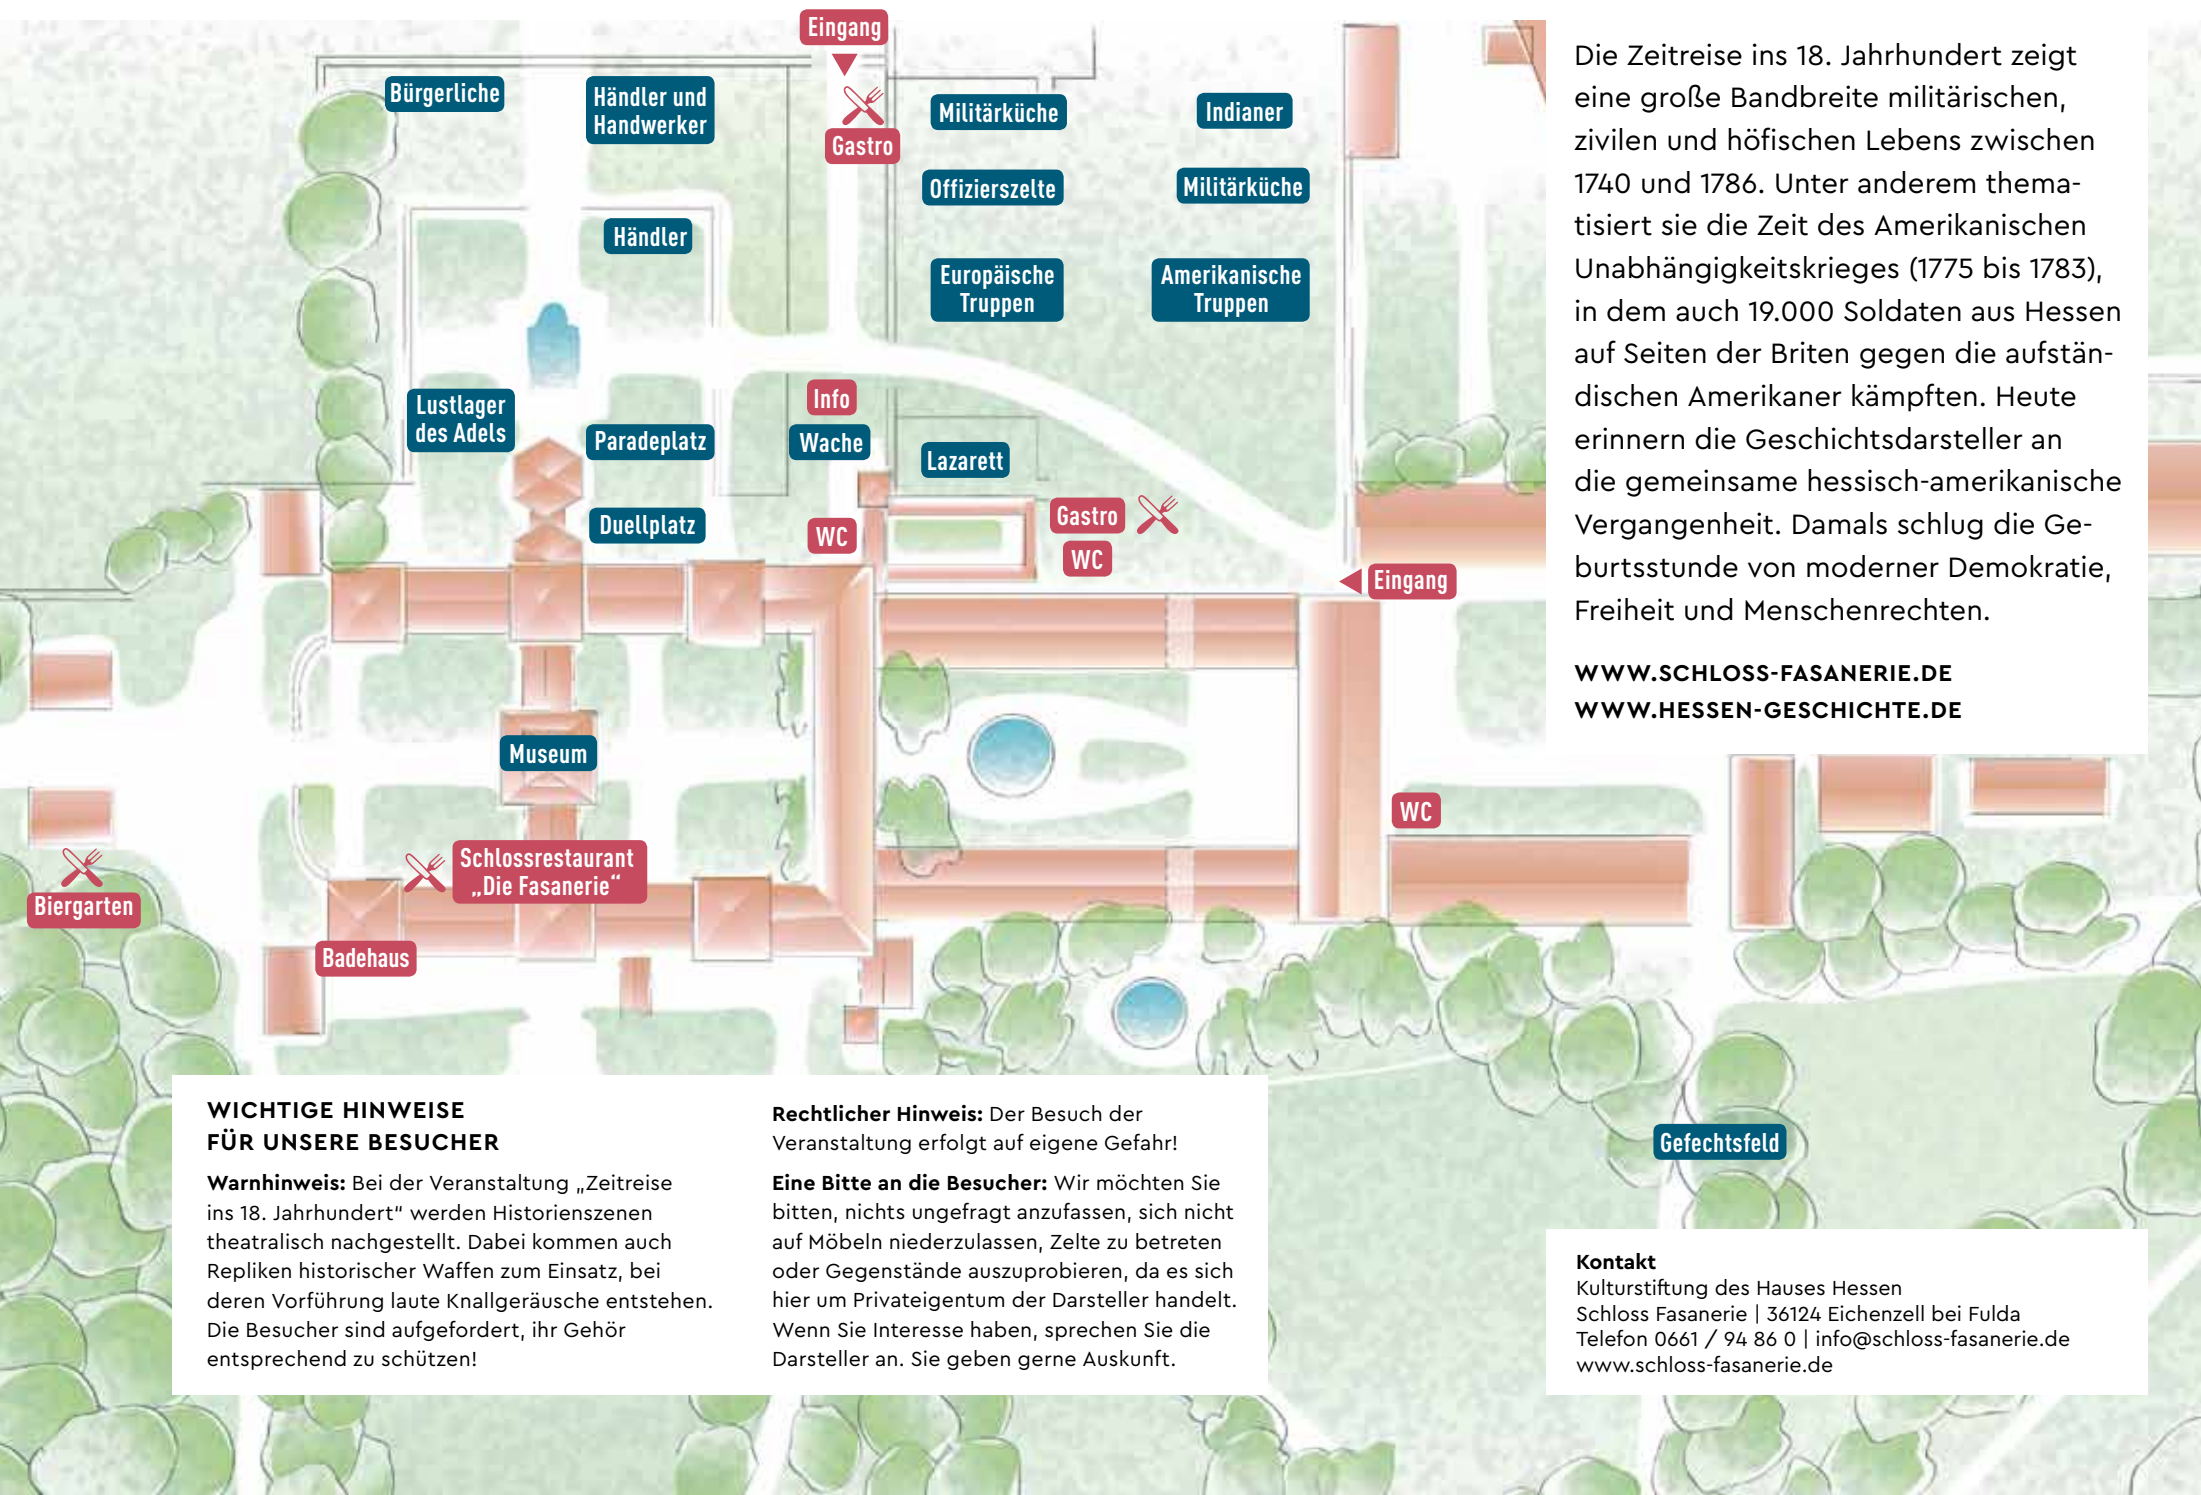 Eingang
Gastro
Bürgerliche
Händler und
Handwerker
Militärküche
Indianer
Offizierszelte
Militärküche
Händler
Europäische
Truppen
Amerikanische
Truppen
Lustlager
des Adels
Info
Wache
Paradeplatz
Lazarett
Duellplatz
WC
Gastro
WC
Eingang
Museum
WC
Schlossrestaurant
„Die Fasanerie“
Biergarten
Badehaus
Gefechtsfeld
Die Zeitreise ins 18. Jahrhundert zeigt
eine große Bandbreite militärischen,
zivilen und höfischen Lebens zwischen
1740 und 1786. Unter anderem thema-
tisiert sie die Zeit des Amerikanischen
Unabhängigkeitskrieges (1775 bis 1783),
in dem auch 19.000 Soldaten aus Hessen
auf Seiten der Briten gegen die aufstän-
dischen Amerikaner kämpften. Heute
erinnern die Geschichtsdarsteller an
die gemeinsame hessisch-amerikanische
Vergangenheit. Damals schlug die Ge-
burtsstunde von moderner Demokratie,
Freiheit und Menschenrechten.
WWW.SCHLOSS-FASANERIE.DE
WWW.HESSEN-GESCHICHTE.DE
WICHTIGE HINWEISE
FÜR UNSERE BESUCHER
Warnhinweis: Bei der Veranstaltung „Zeitreise
ins 18. Jahrhundert“ werden Historienszenen
theatralisch nachgestellt. Dabei kommen auch
Repliken historischer Waffen zum Einsatz, bei
deren Vorführung laute Knallgeräusche entstehen.
Die Besucher sind aufgefordert, ihr Gehör
entsprechend zu schützen!
Rechtlicher Hinweis: Der Besuch der
Veranstaltung erfolgt auf eigene Gefahr!
Eine Bitte an die Besucher: Wir möchten Sie
bitten, nichts ungefragt anzufassen, sich nicht
auf Möbeln niederzulassen, Zelte zu betreten
oder Gegenstände auszuprobieren, da es sich
hier um Privateigentum der Darsteller handelt.
Wenn Sie Interesse haben, sprechen Sie die
Darsteller an. Sie geben gerne Auskunft.
Kontakt
Kulturstiftung des Hauses Hessen
Schloss Fasanerie | 36124 Eichenzell bei Fulda
Telefon 0661 / 94 86 0 | info@schloss-fasanerie.de
www.schloss-fasanerie.de